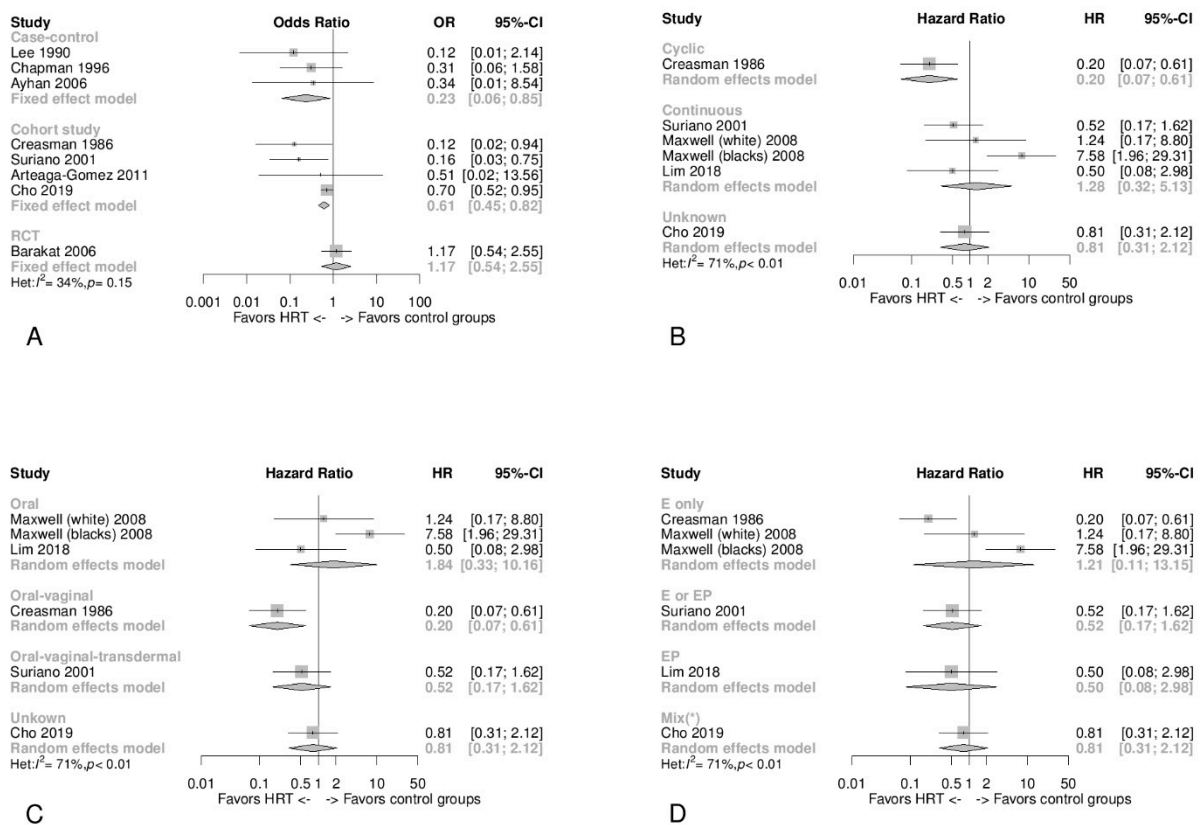 Study Odds Ratio OR 95%-CI
Case-control
Lee 1990 0.12 [0.01; 2.14]
Chapman 1996 0.31 [0.06; 1.58]
Ayhan 2006 0.34 [0.01; 8.54]
Fixed effect model 0.23 [0.06; 0.85]
Cohort study
Creasman 1986 0.12 [0.02; 0.94]
Suriano 2001 0.16 [0.03; 0.75]
Arteaga-Gomez 2011 0.51 [0.02; 13.56]
Cho 2019 0.70 [0.52; 0.95]
Fixed effect model 0.61 [0.45; 0.82]
RCT
Barakat 2006 1.17 [0.54; 2.55]
Fixed effect model 1.17 [0.54; 2.55]
Het:I²= 34%,p= 0.15
0.001 0.01 0.1 1 10 100
Favors HRT <- -> Favors control groups
A
Study Hazard Ratio HR 95%-CI
Cyclic
Creasman 1986 0.20 [0.07; 0.61]
Random effects model 0.20 [0.07; 0.61]
Continuous
Suriano 2001 0.52 [0.17; 1.62]
Maxwell (white) 2008 1.24 [0.17; 8.80]
Maxwell (blacks) 2008 7.58 [1.96; 29.31]
Lim 2018 0.50 [0.08; 2.98]
Random effects model 1.28 [0.32; 5.13]
Unknown
Cho 2019 0.81 [0.31; 2.12]
Random effects model 0.81 [0.31; 2.12]
Het:I²= 71%,p< 0.01
0.01 0.1 0.5 1 2 10 50
Favors HRT <- -> Favors control groups
B
Study Hazard Ratio HR 95%-CI
Oral
Maxwell (white) 2008 1.24 [0.17; 8.80]
Maxwell (blacks) 2008 7.58 [1.96; 29.31]
Lim 2018 0.50 [0.08; 2.98]
Random effects model 1.84 [0.33; 10.16]
Oral-vaginal
Creasman 1986 0.20 [0.07; 0.61]
Random effects model 0.20 [0.07; 0.61]
Oral-vaginal-transdermal
Suriano 2001 0.52 [0.17; 1.62]
Random effects model 0.52 [0.17; 1.62]
Unkown
Cho 2019 0.81 [0.31; 2.12]
Random effects model 0.81 [0.31; 2.12]
Het:I²= 71%,p< 0.01
0.01 0.1 0.5 1 2 10 50
Favors HRT <- -> Favors control groups
C
Study Hazard Ratio HR 95%-CI
E only
Creasman 1986 0.20 [0.07; 0.61]
Maxwell (white) 2008 1.24 [0.17; 8.80]
Maxwell (blacks) 2008 7.58 [1.96; 29.31]
Random effects model 1.21 [0.11; 13.15]
E or EP
Suriano 2001 0.52 [0.17; 1.62]
Random effects model 0.52 [0.17; 1.62]
EP
Lim 2018 0.50 [0.08; 2.98]
Random effects model 0.50 [0.08; 2.98]
Mix(*)
Cho 2019 0.81 [0.31; 2.12]
Random effects model 0.81 [0.31; 2.12]
Het:I²= 71%,p< 0.01
0.01 0.1 0.5 1 2 10 50
Favors HRT <- -> Favors control groups
D